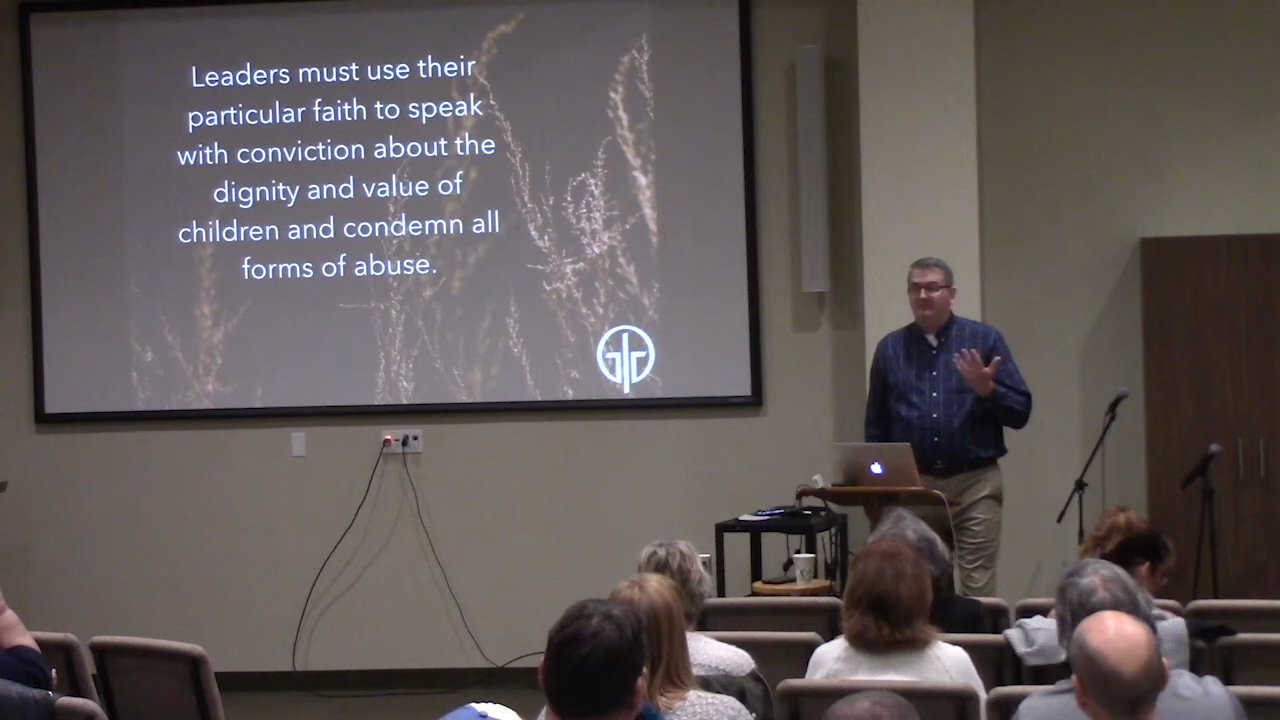 Leaders must use their
particular faith to speak
with conviction about the
dignity and value of
children and condemn all
forms of abuse.